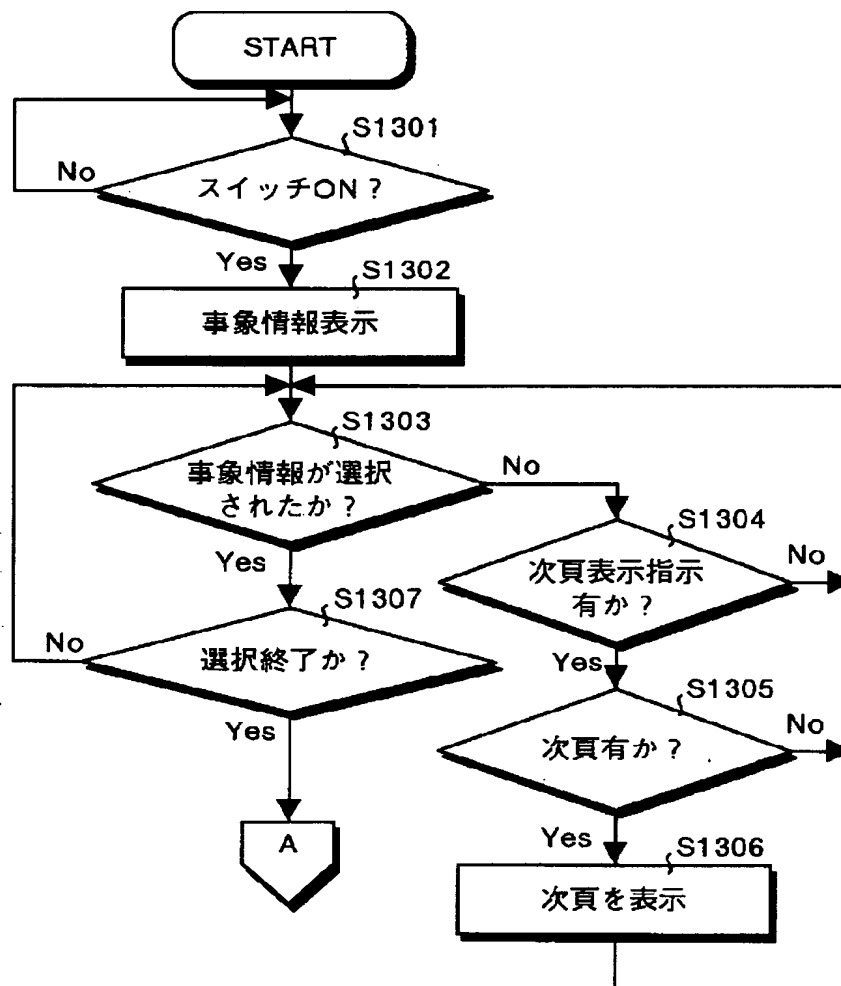 START
S1301
No
スイッチON？
Yes
S1302
事象情報表示
S1303
事象情報が選択
されたか？
No
Yes
S1304
次頁表示指示
有か？
No
S1307
No
選択終了か？
Yes
Yes
S1305
次頁有か？
No
A
Yes
S1306
次頁を表示